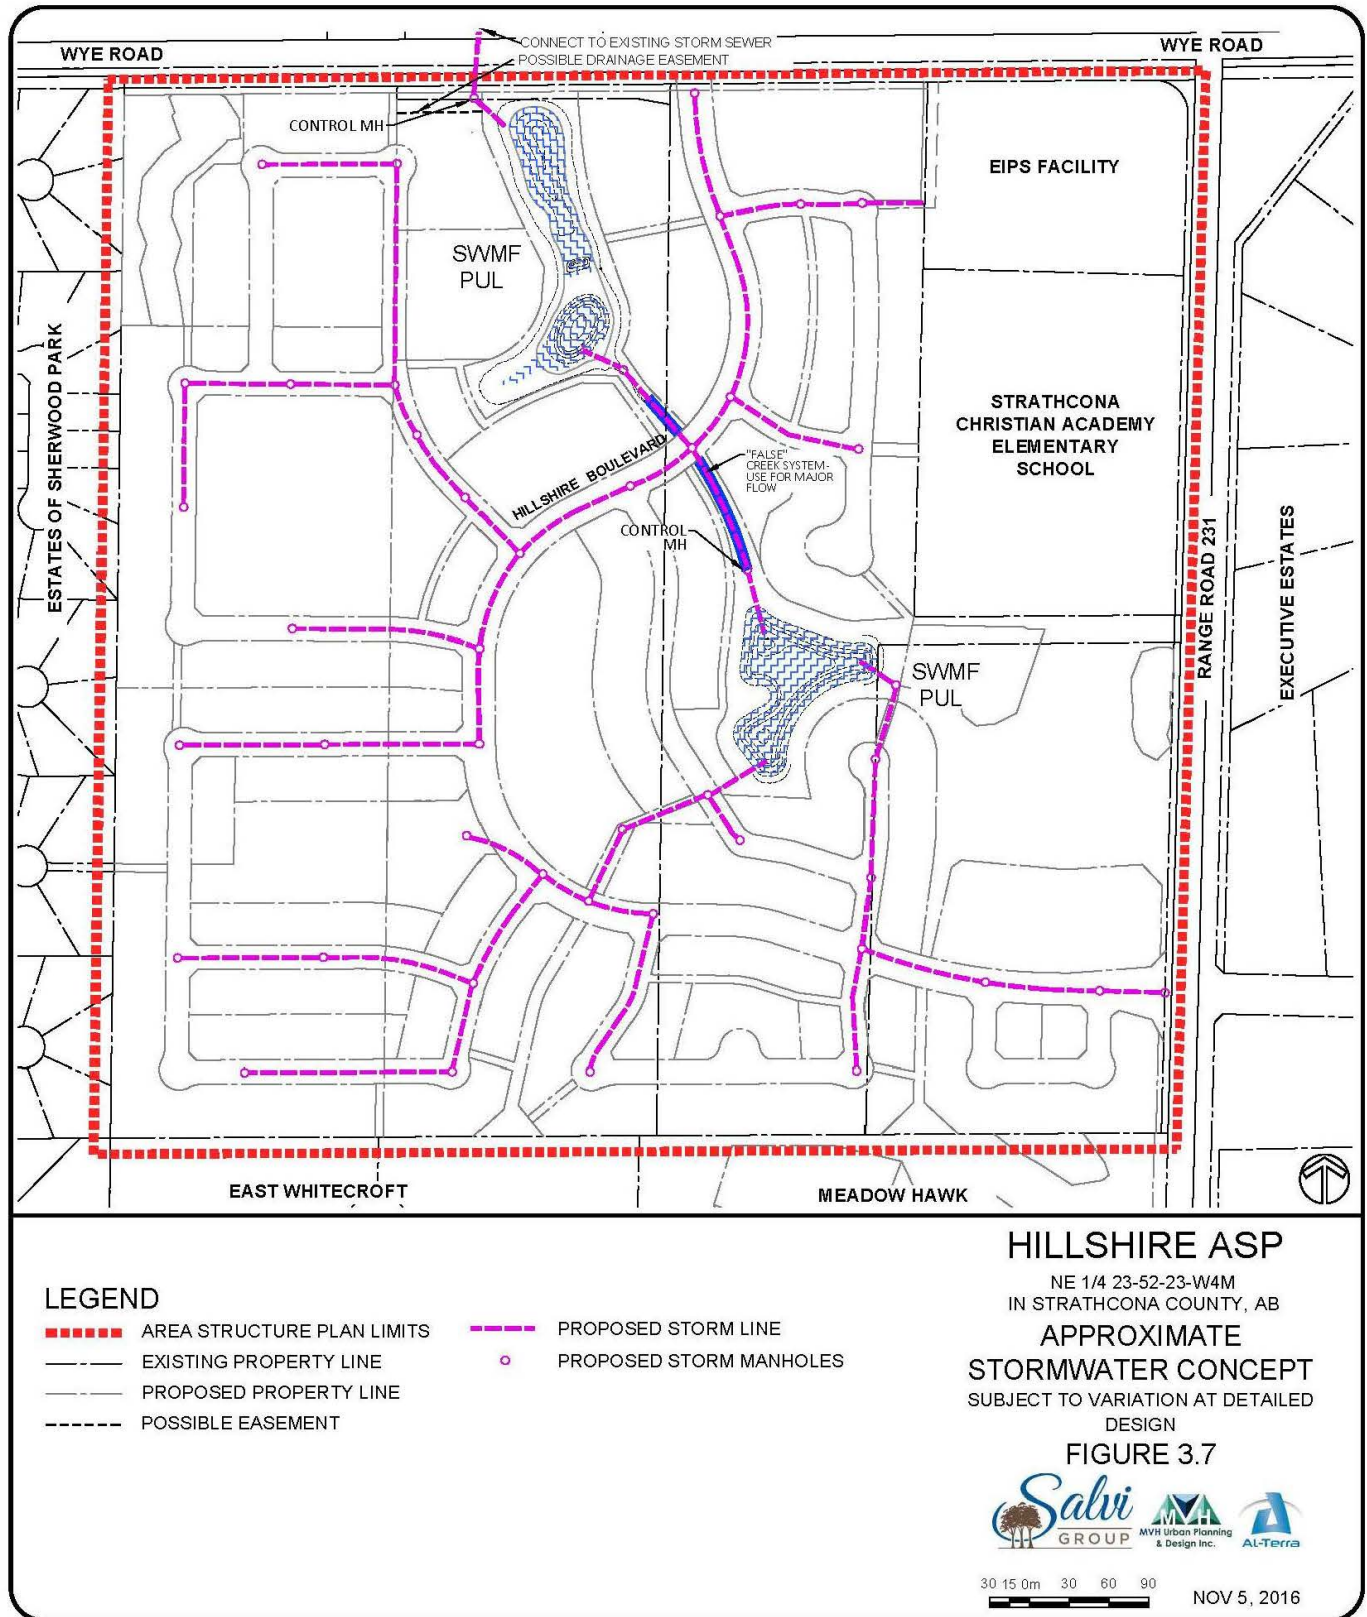 WYE ROAD
WYE ROAD
CONNECT TO EXISTING STORM SEWER
POSSIBLE DRAINAGE EASEMENT
CONTROL MH
EIPS FACILITY
SWMF
PUL
ESTATES OF SHERWOOD PARK
STRATHCONA
CHRISTIAN ACADEMY
ELEMENTARY
SCHOOL
HILLSHIRE BOULEVARD
"FALSE"
CREEK SYSTEM-
USE FOR MAJOR
FLOW
CONTROL
MH
RANGE ROAD 231
EXECUTIVE ESTATES
SWMF
PUL
EAST WHITECROFT
MEADOW HAWK
LEGEND
AREA STRUCTURE PLAN LIMITS
EXISTING PROPERTY LINE
PROPOSED PROPERTY LINE
POSSIBLE EASEMENT
PROPOSED STORM LINE
PROPOSED STORM MANHOLES
HILLSHIRE ASP
NE 1/4 23-52-23-W4M
IN STRATHCONA COUNTY, AB
APPROXIMATE
STORMWATER CONCEPT
SUBJECT TO VARIATION AT DETAILED
DESIGN
FIGURE 3.7
Salvi
GROUP
MVH
MVH Urban Planning
& Design Inc.
AL-Terra
30 15 0m 30 60 90
NOV 5, 2016